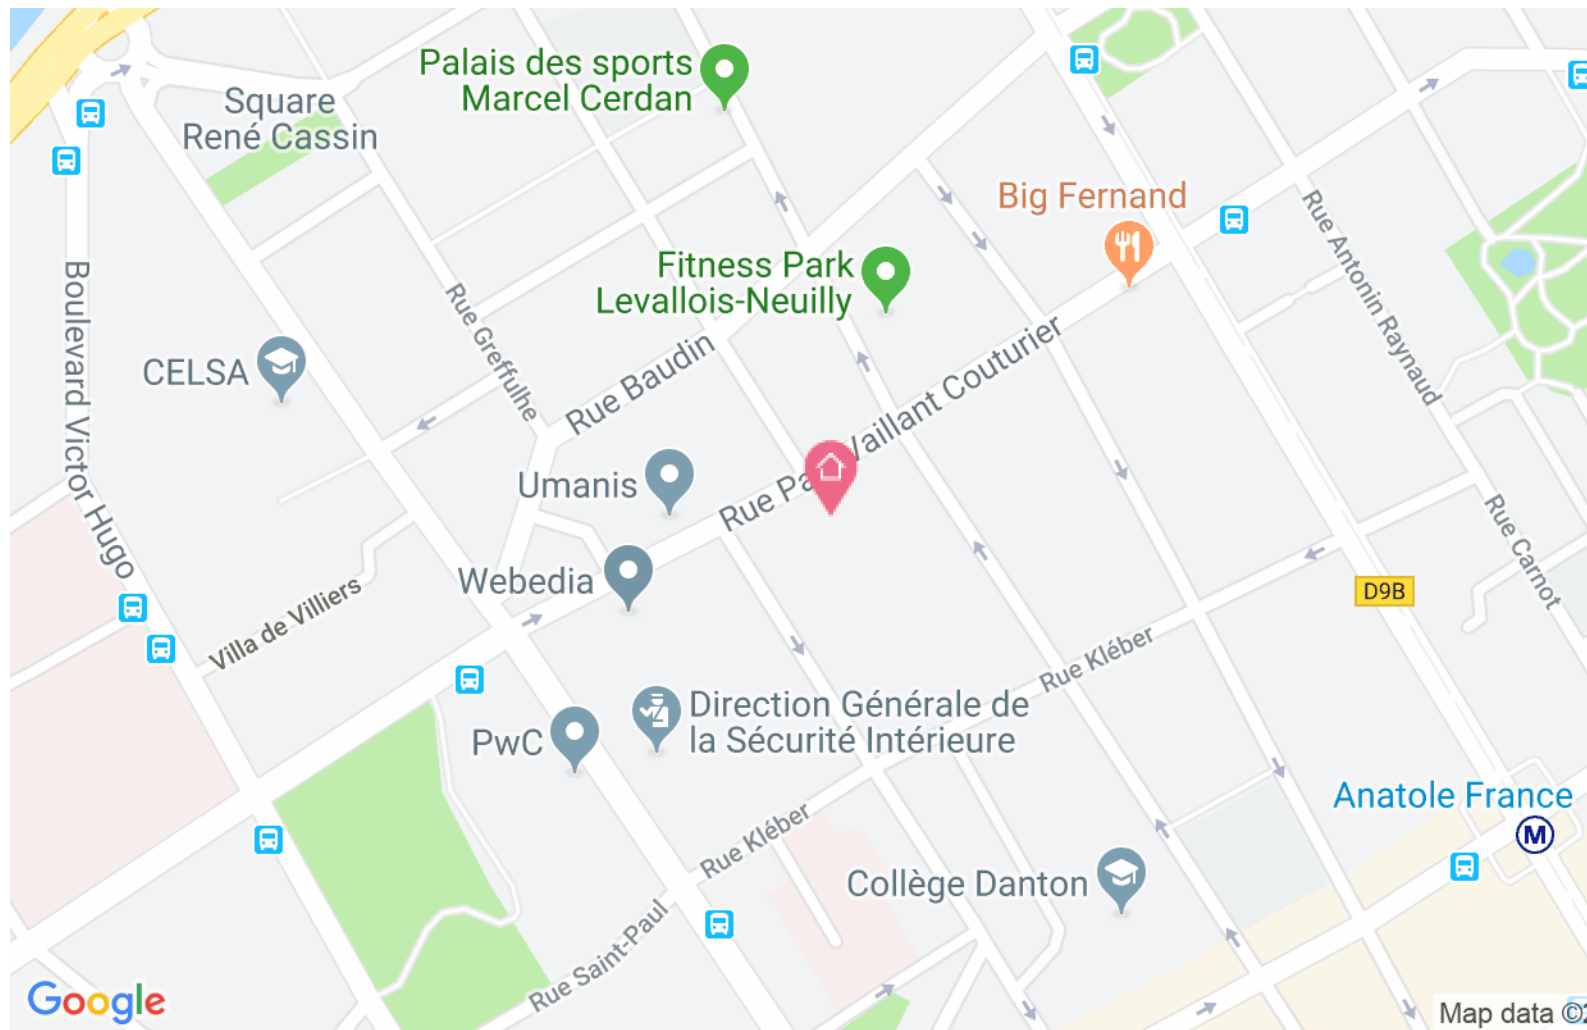 Palais des sports
Marcel Cerdan
Square
René Cassin
Big Fernand
Rue Antonin Raynaud
Fitness Park
Levallois-Neuilly
Boulevard Victor Hugo
Rue Greffulhe
CELSA
Rue Baudin
Vaillant Couturier
Rue
Umanis
Webedia
Rue Carnot
D9B
Villa de Villiers
Rue Kléber
Direction Générale de
la Sécurité Intérieure
PwC
Anatole France
M
Rue Kléber
Collège Danton
Rue Saint-Paul
Google
Map data ©